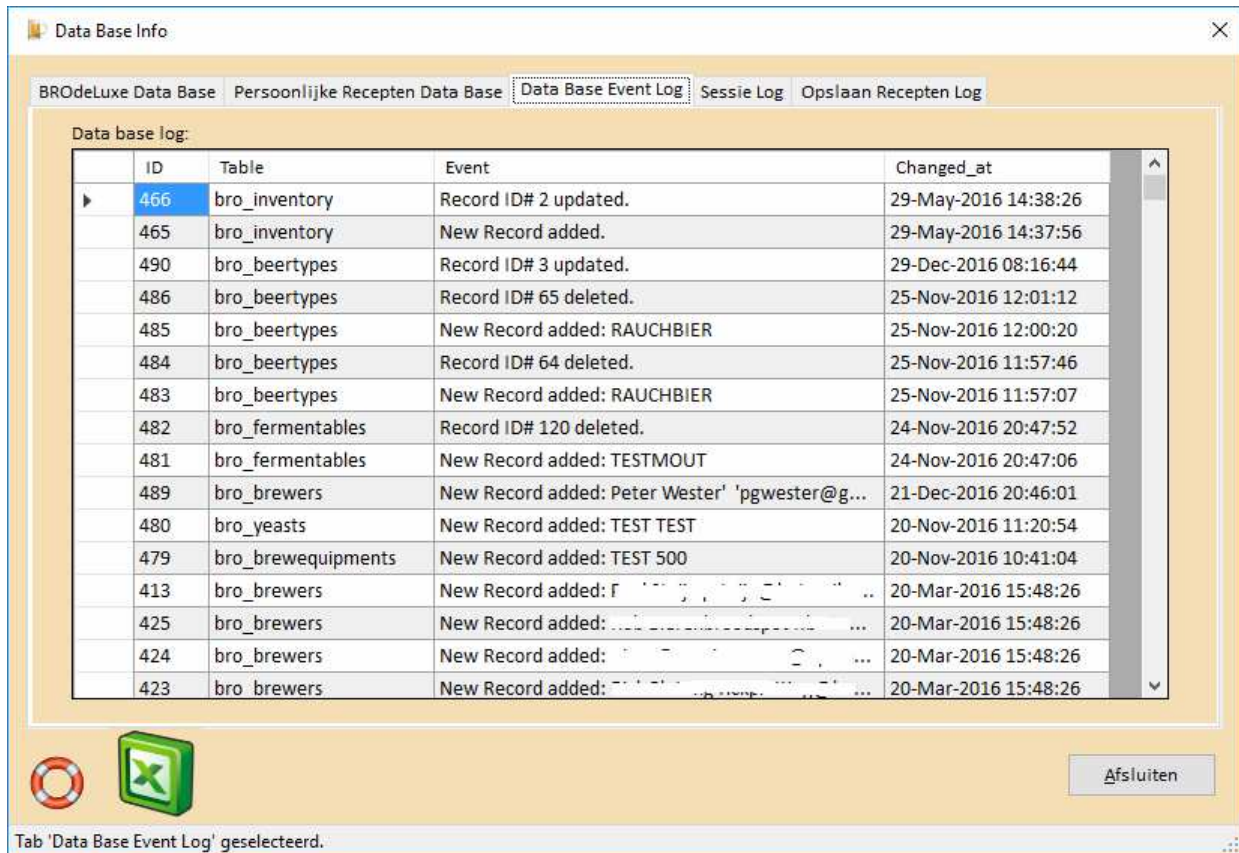 Data Base Info
BROdeLuxe Data Base Persoonlijke Recepten Data Base Data Base Event Log Sessie Log Opslaan Recepten Log
Data base log:
ID Table Event Changed_at
466 bro_inventory Record ID# 2 updated. 29-May-2016 14:38:26
465 bro_inventory New Record added. 29-May-2016 14:37:56
490 bro_beertypes Record ID# 3 updated. 29-Dec-2016 08:16:44
486 bro_beertypes Record ID# 65 deleted. 25-Nov-2016 12:01:12
485 bro_beertypes New Record added: RAUCHBIER 25-Nov-2016 12:00:20
484 bro_beertypes Record ID# 64 deleted. 25-Nov-2016 11:57:46
483 bro_beertypes New Record added: RAUCHBIER 25-Nov-2016 11:57:07
482 bro_fermentables Record ID# 120 deleted. 24-Nov-2016 20:47:52
481 bro_fermentables New Record added: TESTMOUT 24-Nov-2016 20:47:06
489 bro_brewers New Record added: Peter Wester' 'pgwester@g... 21-Dec-2016 20:46:01
480 bro_yeasts New Record added: TEST TEST 20-Nov-2016 11:20:54
479 bro_brewequipments New Record added: TEST 500 20-Nov-2016 10:41:04
413 bro_brewers New Record added: 20-Mar-2016 15:48:26
425 bro_brewers New Record added: ... 20-Mar-2016 15:48:26
424 bro_brewers New Record added: ... 20-Mar-2016 15:48:26
423 bro_brewers New Record added: ... 20-Mar-2016 15:48:26
Afsluiten
Tab 'Data Base Event Log' geselecteerd.